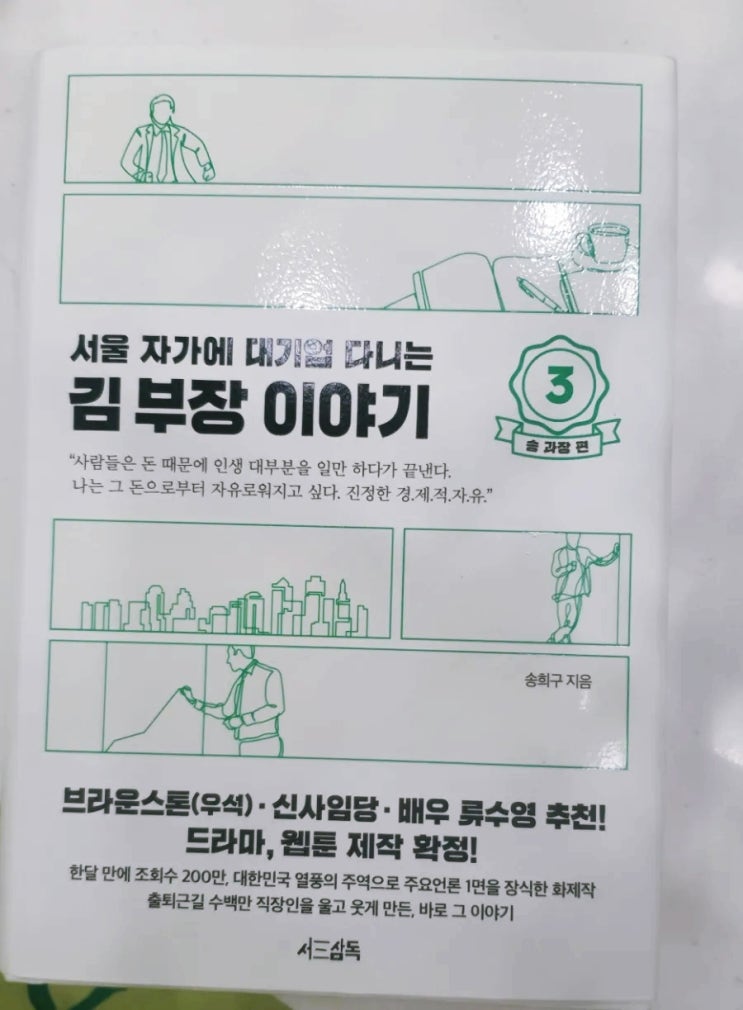 서울 자가에 대기업 다니는
김 부장 이야기
3
송 과장 편
“사람들은 돈 때문에 인생 대부분을 일만 하다가 끝낸다.
나는 그 돈으로부터 자유로워지고 싶다. 진정한 경.제.적.자.유.”
송희구 지음
브라운스톤(우석) · 신사임당 · 배우 류수영 추천!
드라마, 웹툰 제작 확정!
한달 만에 조회수 200만, 대한민국 열풍의 주역으로 주요언론 1면을 장식한 화제작
출퇴근길 수백만 직장인을 울고 웃게 만든, 바로 그 이야기
서삼독